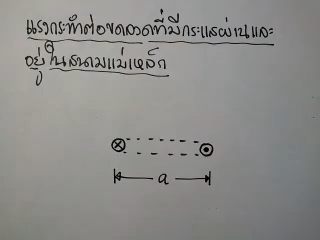 แรงกระทำต่อขดลวดที่มีกระแสผ่านและ
อยู่ในสนามแม่เหล็ก
a